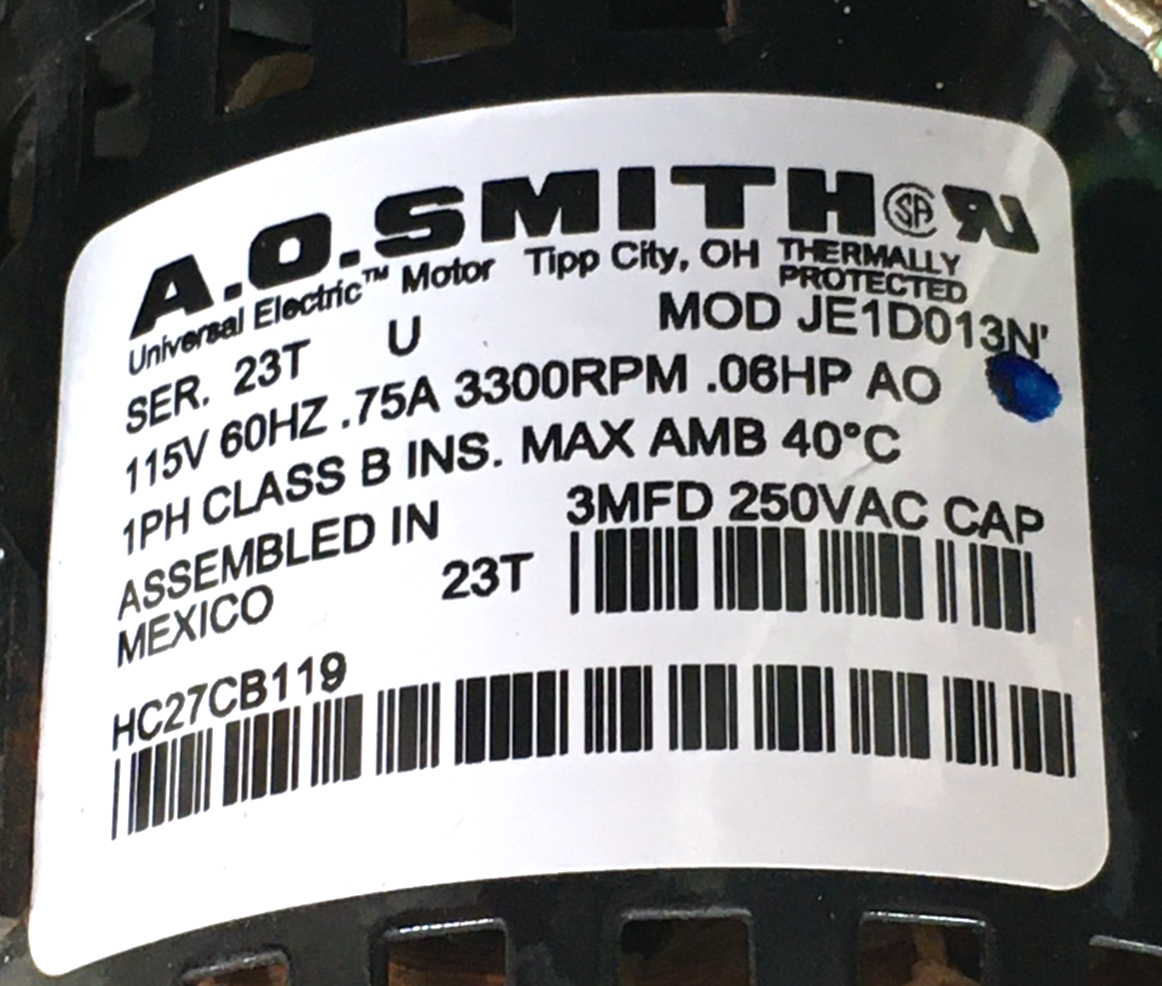 A.O.SMITH
Universal Electric™ Motor Tipp City, OH THERMALLY PROTECTED
SER. 23T U MOD JE1D013N'
115V 60HZ .75A 3300RPM .06HP AO
1PH CLASS B INS. MAX AMB 40°C
ASSEMBLED IN 3MFD 250VAC CAP
MEXICO 23T
HC27CB119